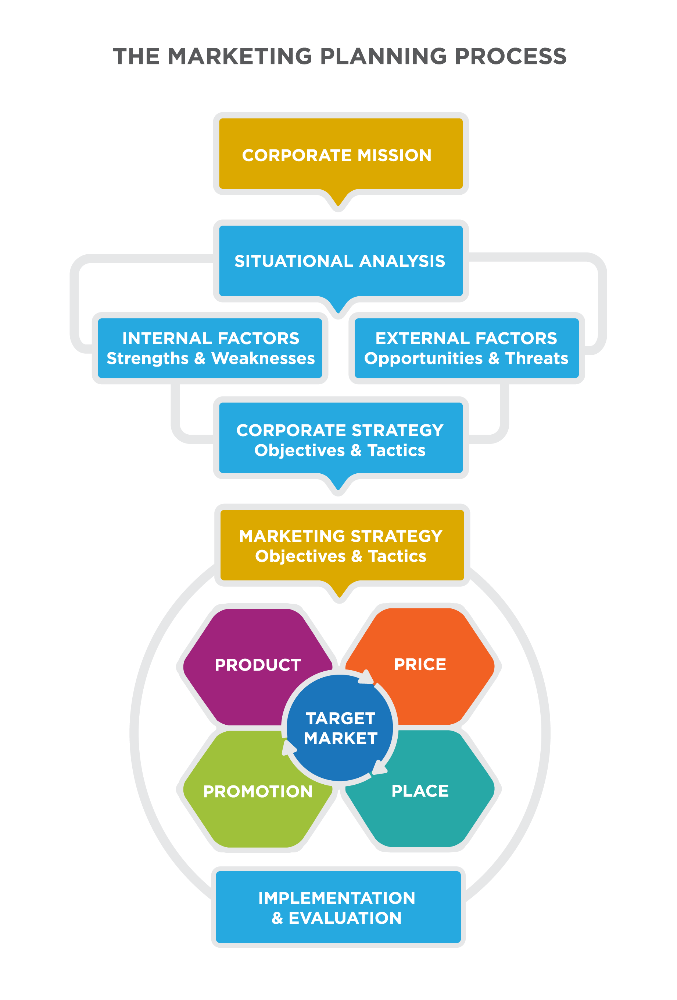 THE MARKETING PLANNING PROCESS
CORPORATE MISSION
SITUATIONAL ANALYSIS
INTERNAL FACTORS
Strengths & Weaknesses
EXTERNAL FACTORS
Opportunities & Threats
CORPORATE STRATEGY
Objectives & Tactics
MARKETING STRATEGY
Objectives & Tactics
PRODUCT
PRICE
TARGET
MARKET
PROMOTION
PLACE
IMPLEMENTATION
& EVALUATION